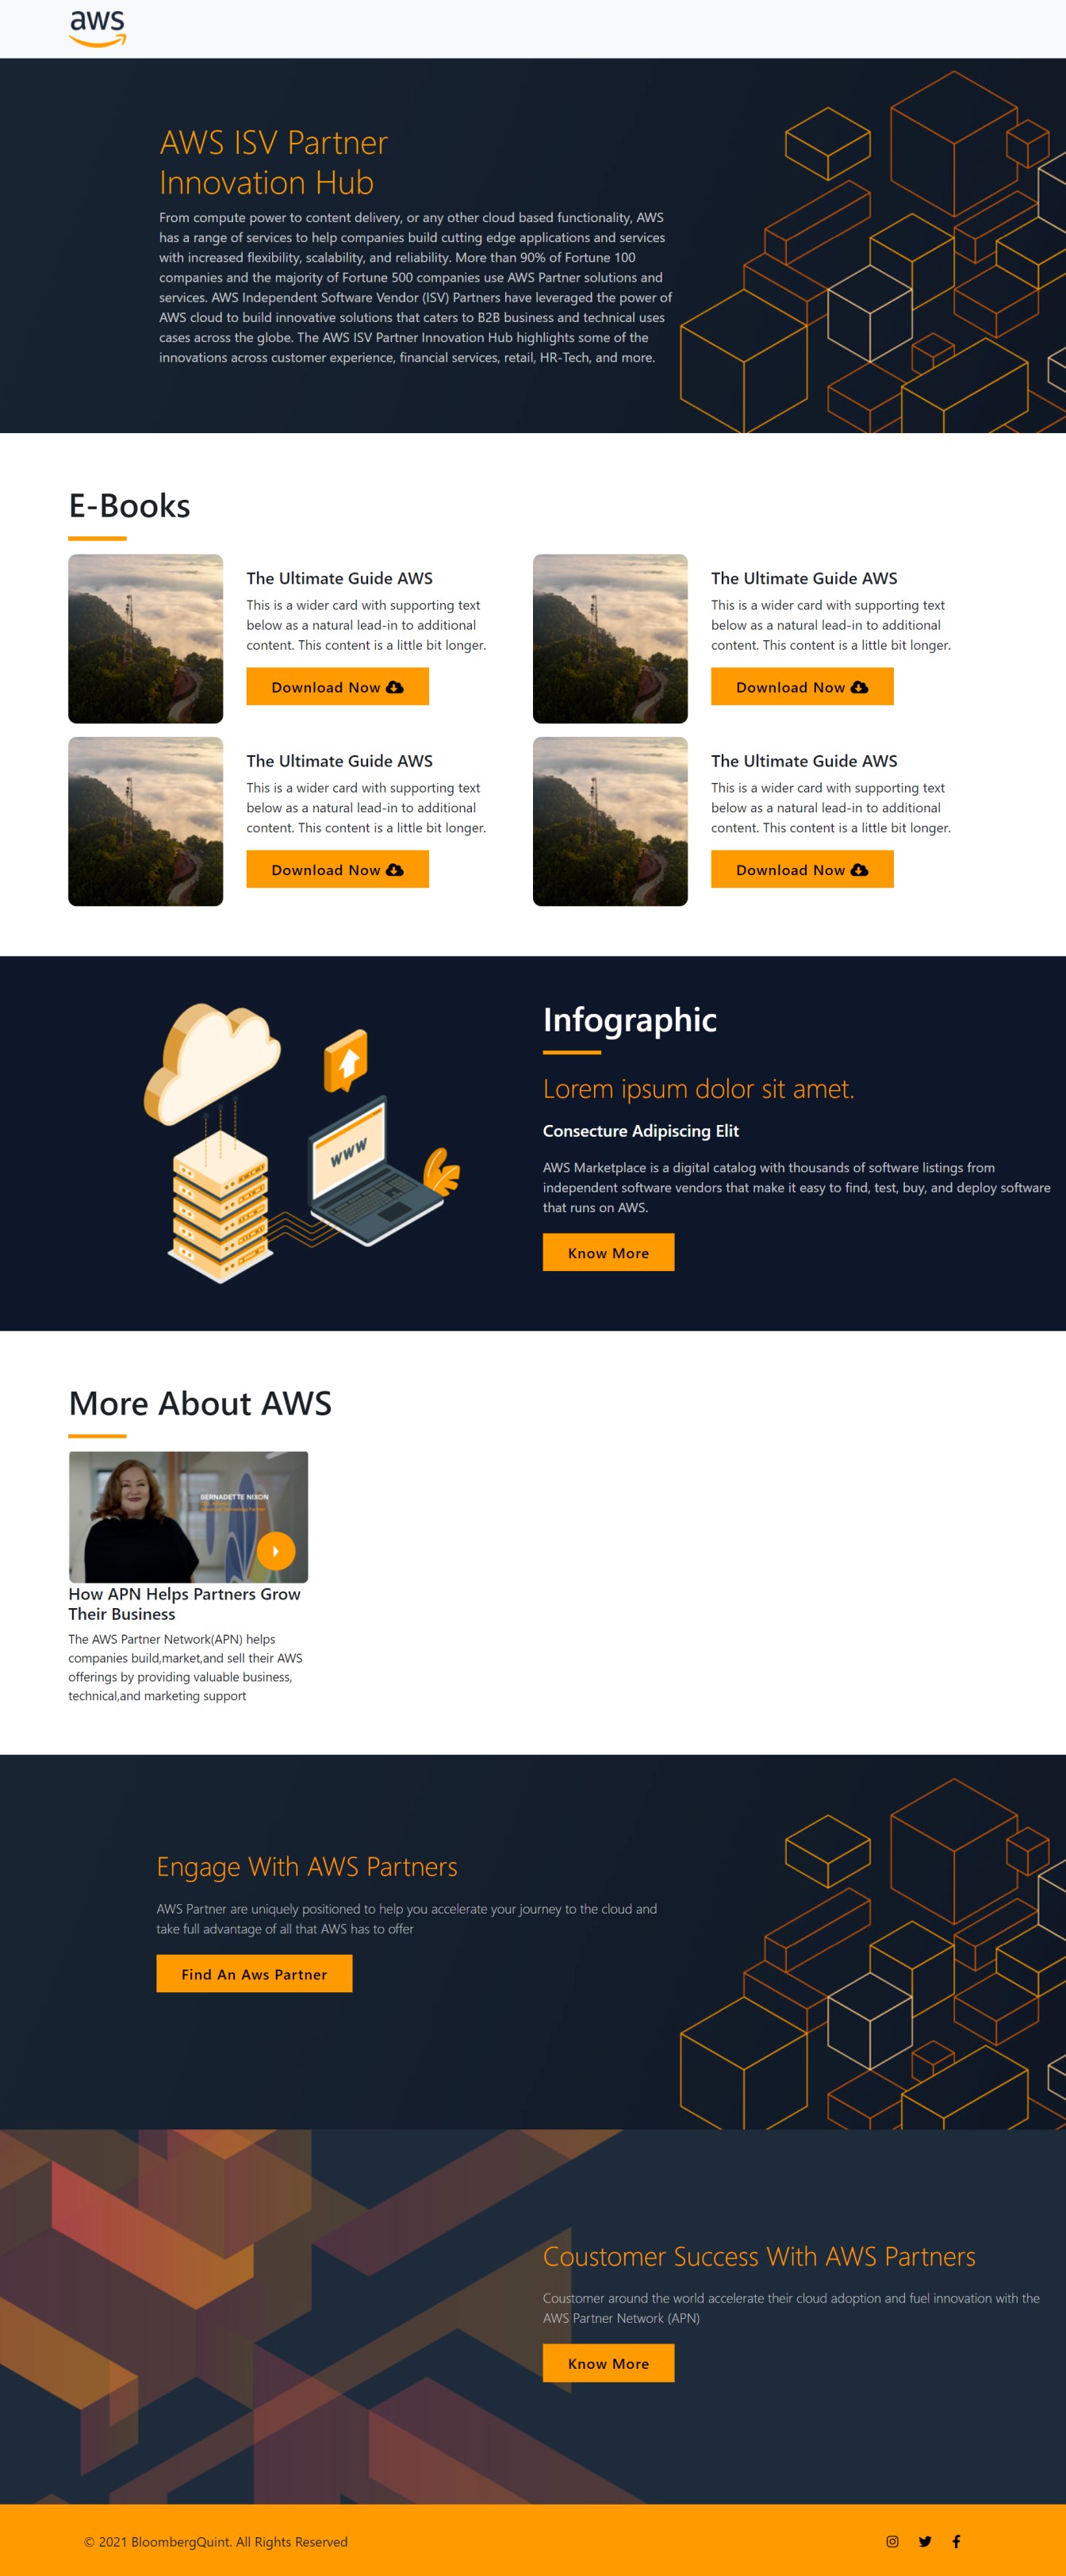 aws
AWS ISV Partner
Innovation Hub
From compute power to content delivery, or any other cloud based functionality, AWS
has a range of services to help companies build cutting edge applications and services
with increased flexibility, scalability, and reliability. More than 90% of Fortune 100
companies and the majority of Fortune 500 companies use AWS Partner solutions and
services. AWS Independent Software Vendor (ISV) Partners have leveraged the power of
AWS cloud to build innovative solutions that caters to B2B business and technical uses
cases across the globe. The AWS ISV Partner Innovation Hub highlights some of the
innovations across customer experience, financial services, retail, HR-Tech, and more.
E-Books
The Ultimate Guide AWS
This is a wider card with supporting text
below as a natural lead-in to additional
content. This content is a little bit longer.
Download Now
The Ultimate Guide AWS
This is a wider card with supporting text
below as a natural lead-in to additional
content. This content is a little bit longer.
Download Now
The Ultimate Guide AWS
This is a wider card with supporting text
below as a natural lead-in to additional
content. This content is a little bit longer.
Download Now
The Ultimate Guide AWS
This is a wider card with supporting text
below as a natural lead-in to additional
content. This content is a little bit longer.
Download Now
WWW
Infographic
Lorem ipsum dolor sit amet.
Consecture Adipiscing Elit
AWS Marketplace is a digital catalog with thousands of software listings from
independent software vendors that make it easy to find, test, buy, and deploy software
that runs on AWS.
Know More
More About AWS
BERNADETTE NIXON
How APN Helps Partners Grow
Their Business
The AWS Partner Network(APN) helps
companies build,market,and sell their AWS
offerings by providing valuable business,
technical,and marketing support
Engage With AWS Partners
AWS Partner are uniquely positioned to help you accelerate your journey to the cloud and
take full advantage of all that AWS has to offer
Find An Aws Partner
Coustomer Success With AWS Partners
Coustomer around the world accelerate their cloud adoption and fuel innovation with the
AWS Partner Network (APN)
Know More
© 2021 BloombergQuint. All Rights Reserved